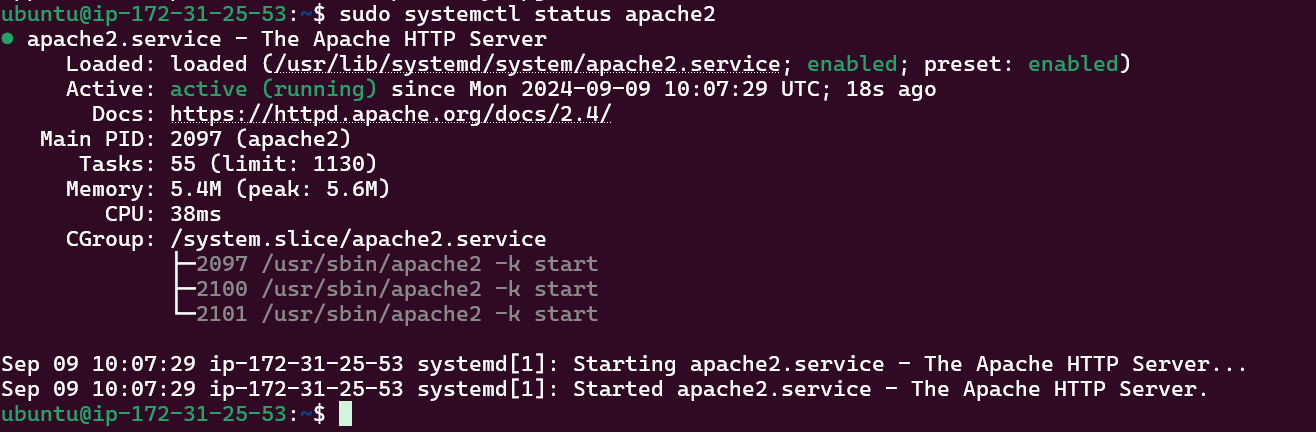 ubuntu@ip-172-31-25-53:~$ sudo systemctl status apache2
● apache2.service - The Apache HTTP Server
Loaded: loaded (/usr/lib/systemd/system/apache2.service; enabled; preset: enabled)
Active: active (running) since Mon 2024-09-09 10:07:29 UTC; 18s ago
Docs: https://httpd.apache.org/docs/2.4/
Main PID: 2097 (apache2)
Tasks: 55 (limit: 1130)
Memory: 5.4M (peak: 5.6M)
CPU: 38ms
CGroup: /system.slice/apache2.service
├─2097 /usr/sbin/apache2 -k start
├─2100 /usr/sbin/apache2 -k start
└─2101 /usr/sbin/apache2 -k start
Sep 09 10:07:29 ip-172-31-25-53 systemd[1]: Starting apache2.service - The Apache HTTP Server...
Sep 09 10:07:29 ip-172-31-25-53 systemd[1]: Started apache2.service - The Apache HTTP Server.
ubuntu@ip-172-31-25-53:~$